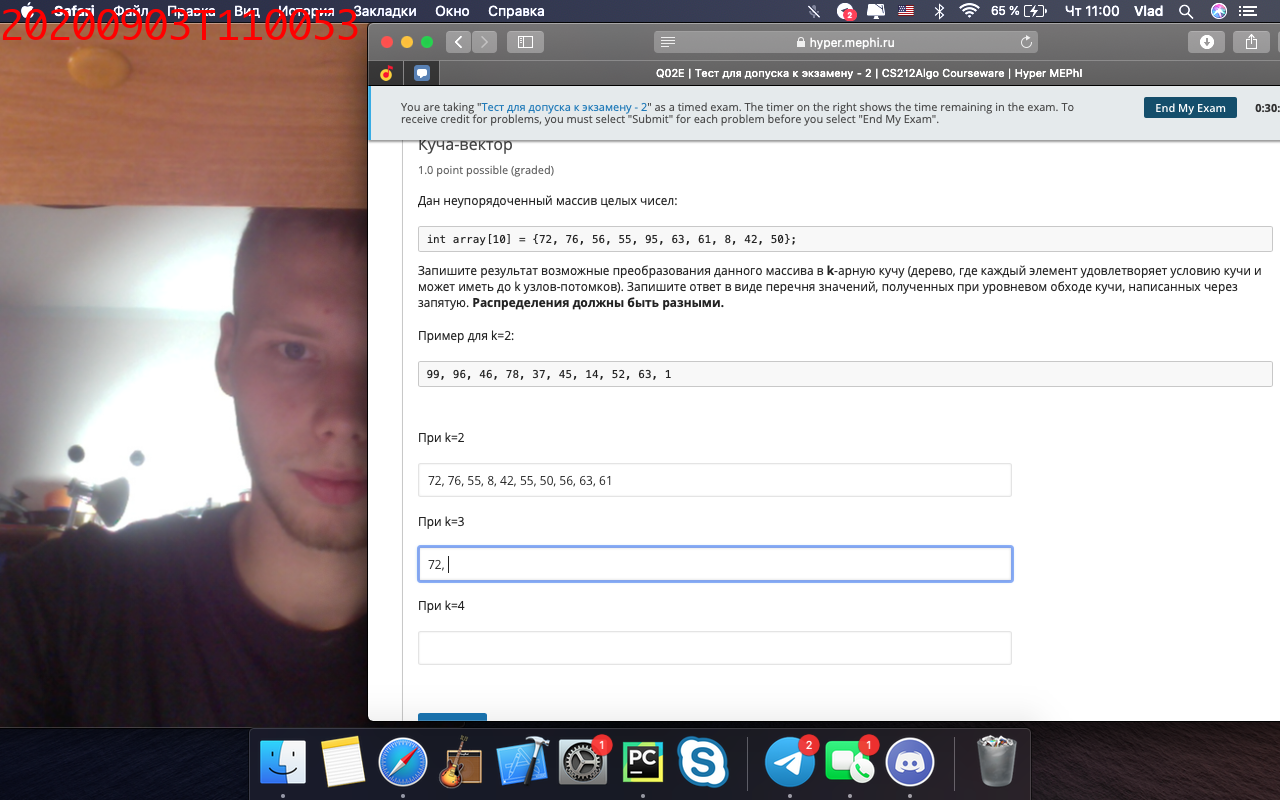 20200903T110053
Safari Файл Правка Вид История Закладки Окно Справка
2 65 % Чт 11:00 Vlad
hyper.mephi.ru
Q02E | Тест для допуска к экзамену - 2 | CS212Algo Courseware | Hyper MEPhI
You are taking "Тест для допуска к экзамену - 2" as a timed exam. The timer on the right shows the time remaining in the exam. To
receive credit for problems, you must select "Submit" for each problem before you select "End My Exam".
End My Exam
0:30:
Куча-вектор
1.0 point possible (graded)
Дан неупорядоченный массив целых чисел:
int array[10] = {72, 76, 56, 55, 95, 63, 61, 8, 42, 50};
Запишите результат возможные преобразования данного массива в k-арную кучу (дерево, где каждый элемент удовлетворяет условию кучи и
может иметь до k узлов-потомков). Запишите ответ в виде перечня значений, полученных при уровневом обходе кучи, написанных через
запятую. Распределения должны быть разными.
Пример для k=2:
99, 96, 46, 78, 37, 45, 14, 52, 63, 1
При k=2
72, 76, 55, 8, 42, 55, 50, 56, 63, 61
При k=3
72,
При k=4
1 PC 2 1